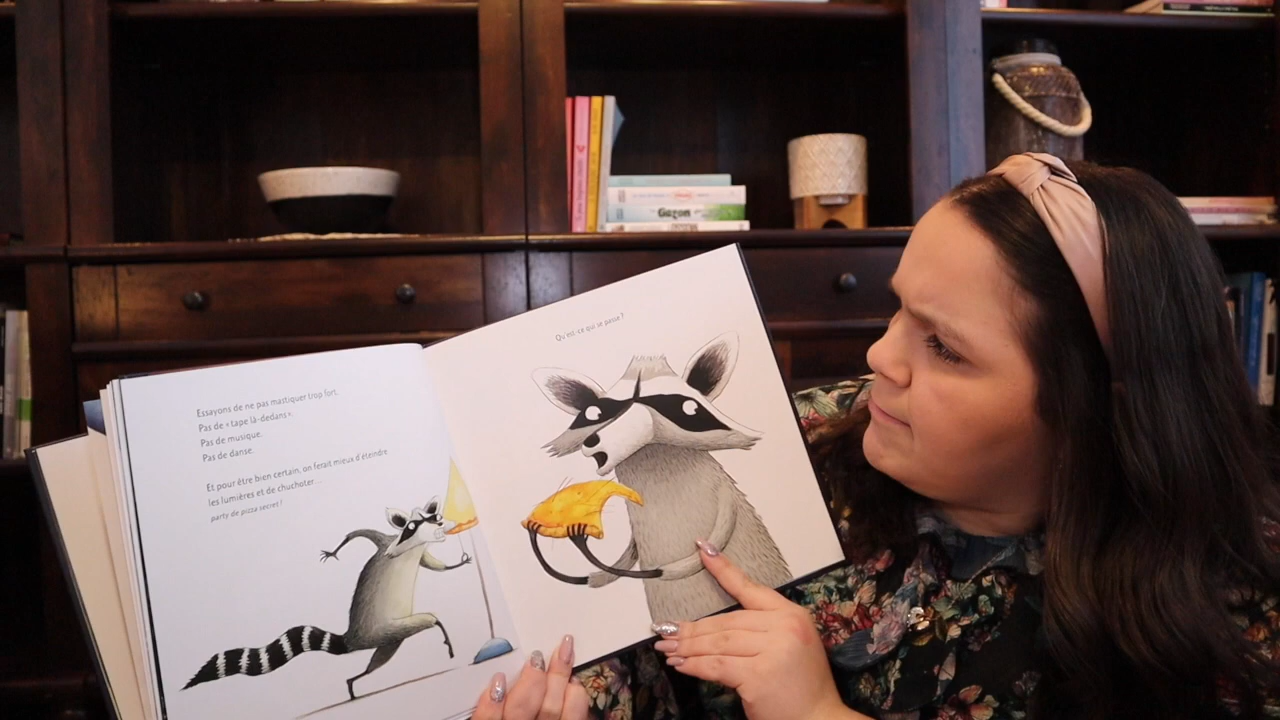 Gazon
Qu'est-ce qui se passe ?
Essayons de ne pas mastiquer trop fort.
Pas de « tape là-dedans ».
Pas de musique.
Pas de danse.
Et pour être bien certain, on ferait mieux d'éteindre
les lumières et de chuchoter...
party de pizza secret !